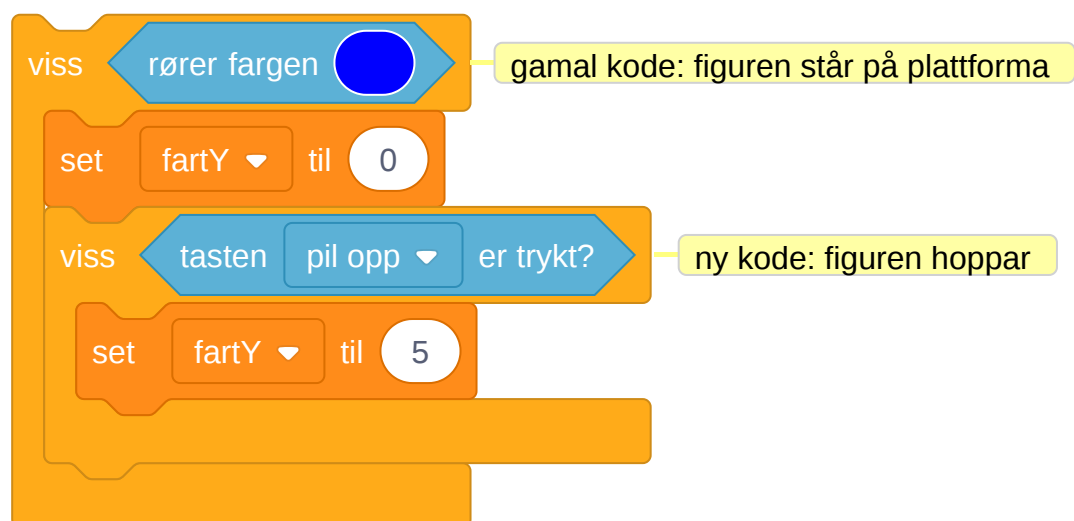 viss rører fargen gamal kode: figuren står på plattforma
set fartY til 0
viss tasten pil opp er trykt? ny kode: figuren hoppar
set fartY til 5